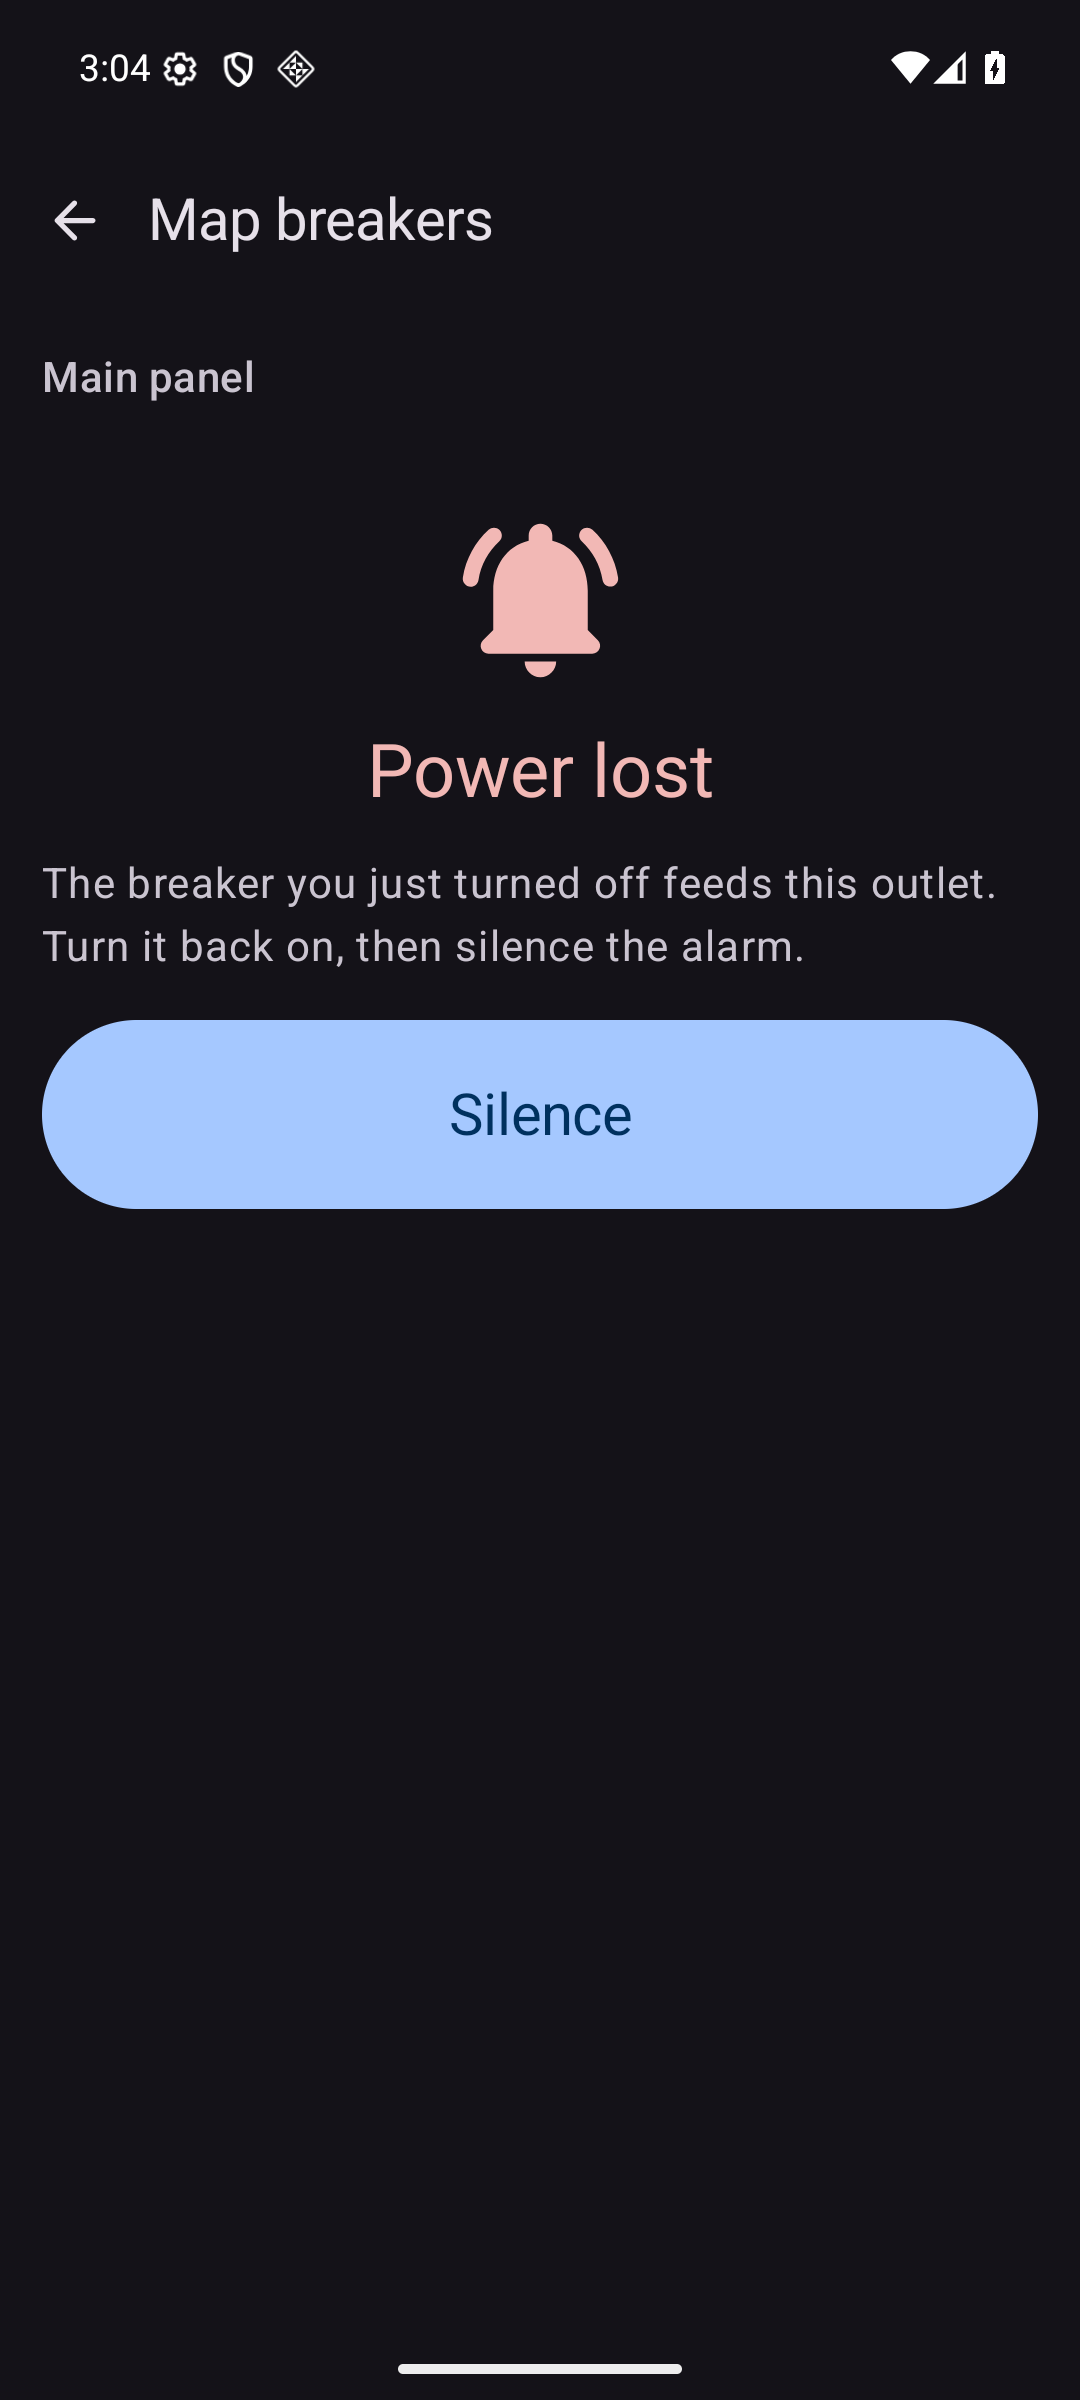 3:04
Map breakers
Main panel
Power lost
The breaker you just turned off feeds this outlet.
Turn it back on, then silence the alarm.
Silence